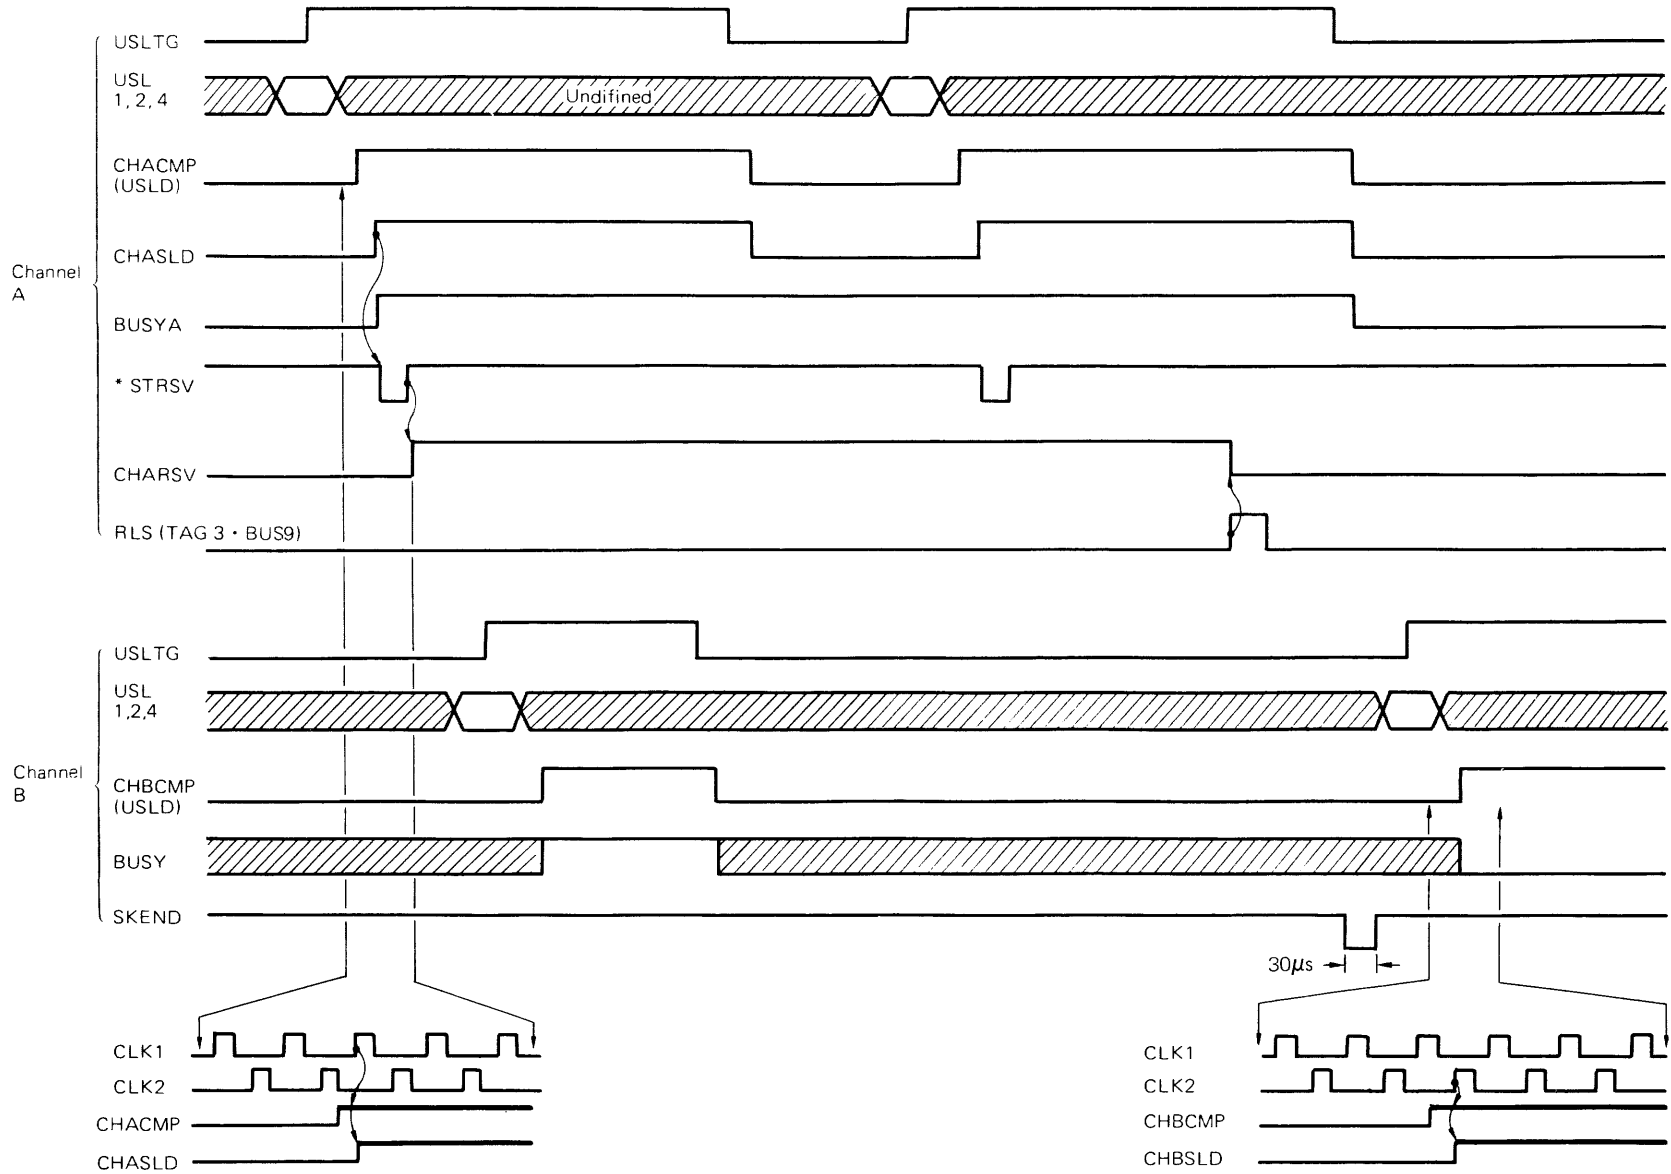 USLTG
USL
1, 2, 4
Undifined
CHACMP
(USLD)
CHASLD
Channel
A
BUSYA
* STRSV
CHARSV
RLS (TAG 3 · BUS9)
USLTG
USL
1,2,4
Channel
B
CHBCMP
(USLD)
BUSY
SKEND
30μs
CLK1
CLK2
CHACMP
CHASLD
CLK1
CLK2
CHBCMP
CHBSLD